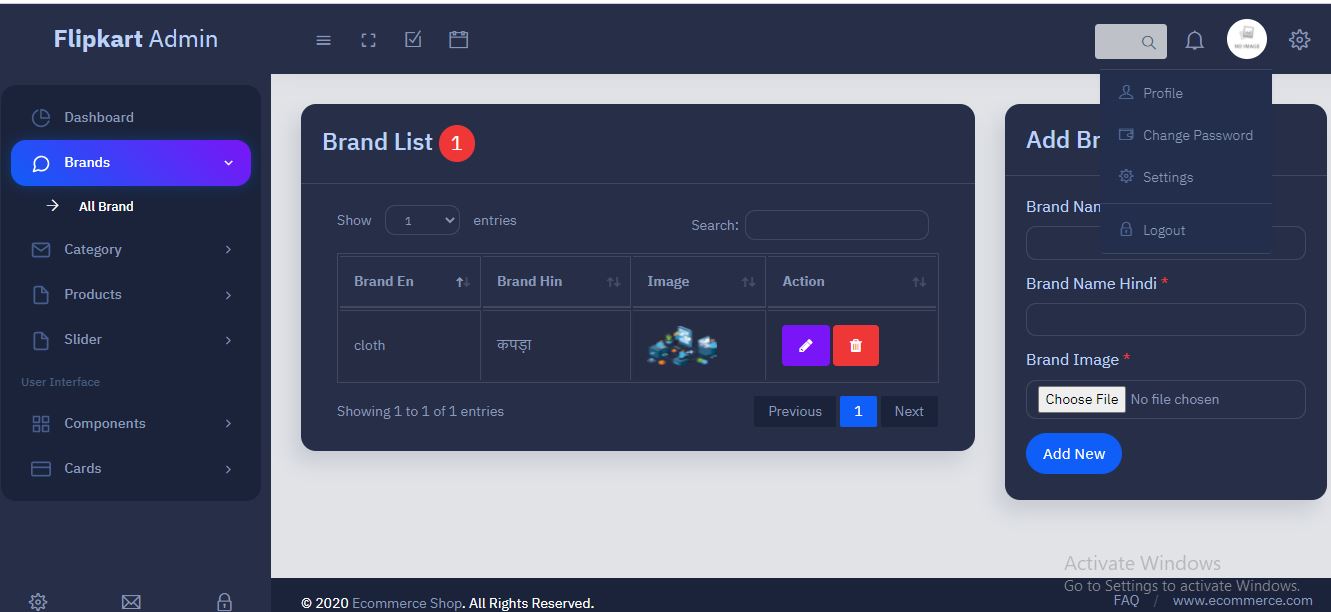 Flipkart Admin
Dashboard
Brands
All Brand
Category
Products
Slider
User Interface
Components
Cards
NO IMAGE
Profile
Change Password
Settings
Logout
Brand List 1
Show 1 entries
Search:
Brand En Brand Hin Image Action
cloth कपड़ा
Showing 1 to 1 of 1 entries
Previous 1 Next
Add Br
Brand Nan
Brand Name Hindi *
Brand Image *
Choose File No file chosen
Add New
Activate Windows
Go to Settings to activate Windows.
© 2020 Ecommerce Shop. All Rights Reserved.
FAQ / www.ecommerce.com